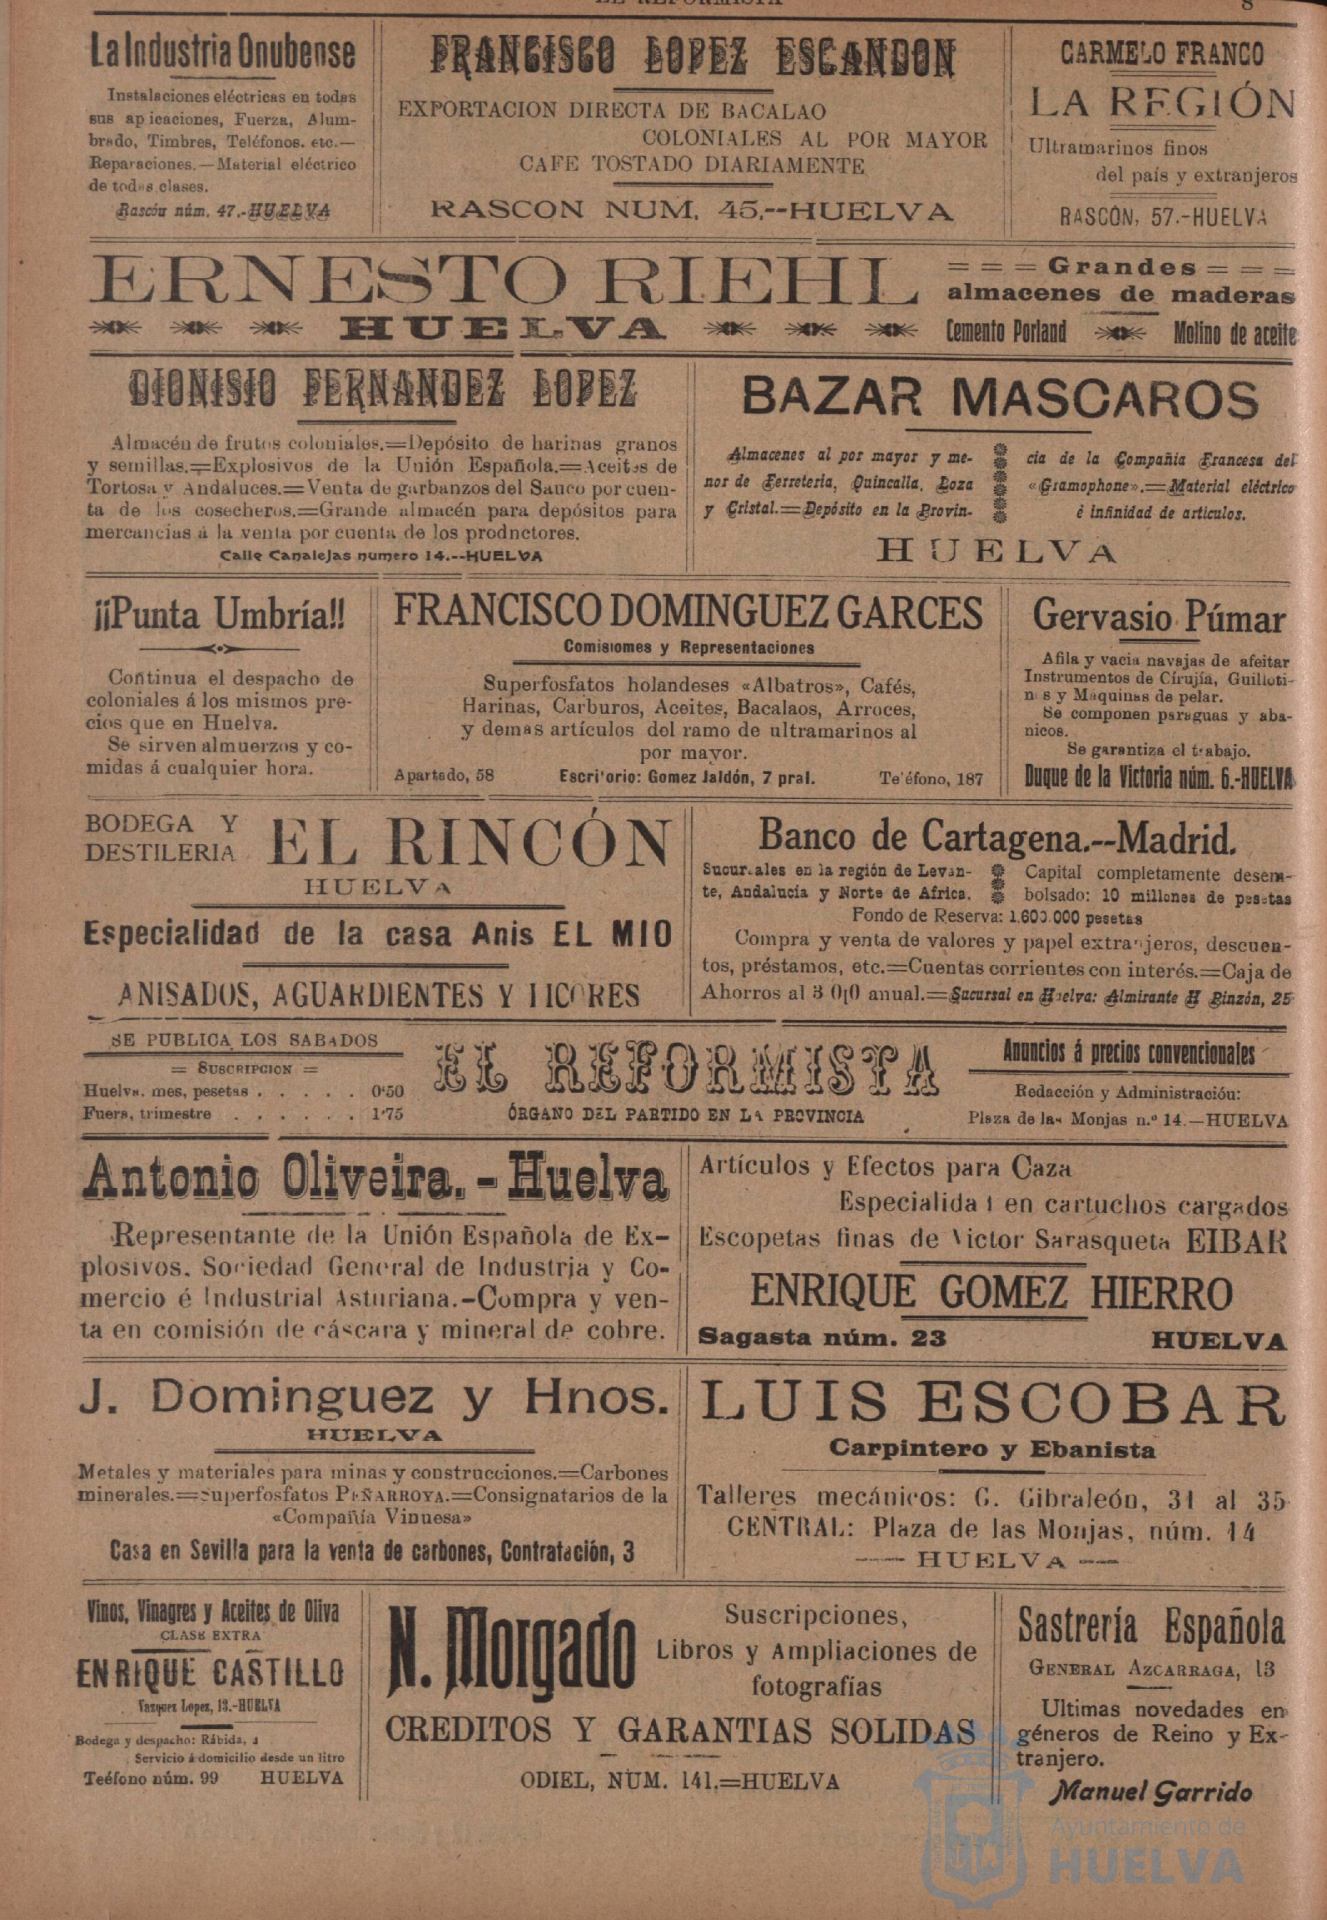 EL REFORMISTA
8
La Industria Onubense
Instalaciones eléctricas en todas
sus ap icaciones, Fuerza, Alum-
brado, Timbres, Teléfonos. etc.—
Reparaciones.—Material eléctrico
de todas clases.
Rascón núm. 47.-HUELVA
FRANCISCO LOPEZ ESCANDON
EXPORTACION DIRECTA DE BACALAO
COLONIALES AL POR MAYOR
CAFE TOSTADO DIARIAMENTE
RASCON NUM. 45.--HUELVA
CARMELO FRANCO
LA REGIÓN
Ultramarinos finos
del país y extranjeros
RASCÓN, 57.-HUELVA
ERNESTO RIEHL
HUELVA
= = = Grandes = = =
almacenes de maderas
Cemento Porland
Molino de aceite
DIONISIO FERNANDEZ LOPEZ
Almacén de frutos coloniales.=Depósito de harinas granos
y semillas.=Explosivos de la Unión Española.=Aceites de
Tortosa y Andaluces.=Venta de garbanzos del Sauco por cuen-
ta de los cosecheros.=Grande almacén para depósitos para
mercancias á la venta por cuenta de los prodnctores.
Calle Canalejas numero 14.--HUELVA
BAZAR MASCAROS
Almacenes al por mayor y me-
nor de Ferreteria, Quincalla, Loza
y Cristal.=Depósito en la Provin-
cia de la Compañia Francesa del
«Gramophone».=Material eléctrico
è infinidad de articulos.
HUELVA
¡¡Punta Umbría!!
Continua el despacho de
coloniales á los mismos pre-
cios que en Huelva.
Se sirven almuerzos y co-
midas á cualquier hora.
FRANCISCO DOMINGUEZ GARCES
Comisiomes y Representaciones
Superfosfatos holandeses «Albatros», Cafés,
Harinas, Carburos, Aceites, Bacalaos, Arroces,
y demas artículos del ramo de ultramarinos al
por mayor.
Apartado, 58
Escri'orio: Gomez Jaldón, 7 pral.
Te'éfono, 187
Gervasio Púmar
Afila y vacia navajas de afeitar
Instrumentos de Cirujía, Guilloti-
n s y Maquinas de pelar.
Se componen paraguas y aba-
nicos.
Se garantiza el trabajo.
Duque de la Victoria núm. 6.-HUELVA
BODEGA Y
DESTILERIA
EL RINCÓN
HUELVA
Especialidad de la casa Anis EL MIO
ANISADOS, AGUARDIENTES Y LICORES
Banco de Cartagena.--Madrid.
Sucursales en la región de Levan-
te, Andalucía y Norte de Africa.
Capital completamente desem-
bolsado: 10 millones de pesetas
Fondo de Reserva: 1.600.000 pesetas
Compra y venta de valores y papel extranjeros, descuen-
tos, préstamos, etc.=Cuentas corrientes con interés.=Caja de
Ahorros al 3 0¡0 anual.=Sucursal en Huelva: Almirante H Pinzón, 25
SE PUBLICA LOS SABADOS
= SUSCRIPCION =
Huelva. mes, pesetas . . . . . 0'50
Fuera, trimestre . . . . . . 1'75
EL REFORMISTA
ÓRGANO DEL PARTIDO EN LA PROVINCIA
Anuncios á precios convencionales
Redacción y Administración:
Plaza de las Monjas n.º 14.—HUELVA
Antonio Oliveira.-Huelva
Representante de la Unión Española de Ex-
plosivos. Sociedad General de Industria y Co-
mercio é Industrial Asturiana.-Compra y ven-
ta en comisión de cáscara y mineral de cobre.
Artículos y Efectos para Caza
Especialida l en cartuchos cargados
Escopetas finas de Victor Sarasqueta EIBAR
ENRIQUE GOMEZ HIERRO
Sagasta núm. 23
HUELVA
J. Dominguez y Hnos.
HUELVA
Metales y materiales para minas y construcciones.=Carbones
minerales.=Superfosfatos PEÑARROYA.=Consignatarios de la
«Compañía Vinuesa»
Casa en Sevilla para la venta de carbones, Contratación, 3
LUIS ESCOBAR
Carpintero y Ebanista
Talleres mecánicos: G. Gibraleón, 31 al 35
CENTRAL: Plaza de las Monjas, núm. 14
HUELVA
Vinos, Vinagres y Aceites de Oliva
CLASE EXTRA
ENRIQUE CASTILLO
Vazquez Lopez, 13.-HUELVA
Bodega y despacho: Rábida,
Servicio á domicilio desde un litro
Teéfono núm. 99
HUELVA
N. Morgado
Suscripciones,
Libros y Ampliaciones de
fotografías
CREDITOS Y GARANTIAS SOLIDAS
ODIEL, NUM. 141.=HUELVA
Sastrería Española
GENERAL AZCARRAGA, 13
Ultimas novedades en
géneros de Reino y Ex-
tranjero.
Manuel Garrido
Ayuntamiento de
HUELVA